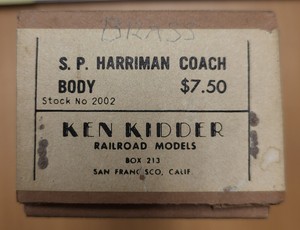 BRASS
S. P. HARRIMAN COACH
BODY $7.50
Stock No 2002
KEN KIDDER
RAILROAD MODELS
BOX 213
SAN FRANCISCO, CALIF.